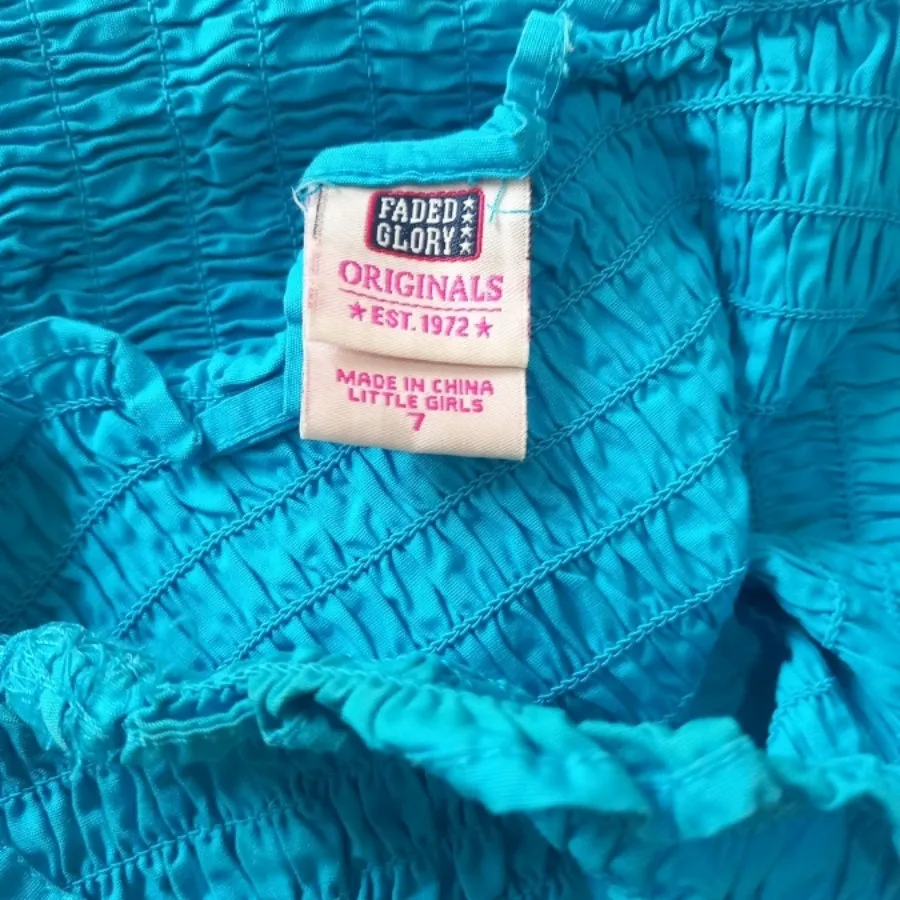 FADED
GLORY
ORIGINALS
★ EST. 1972 ★
MADE IN CHINA
LITTLE GIRLS
7